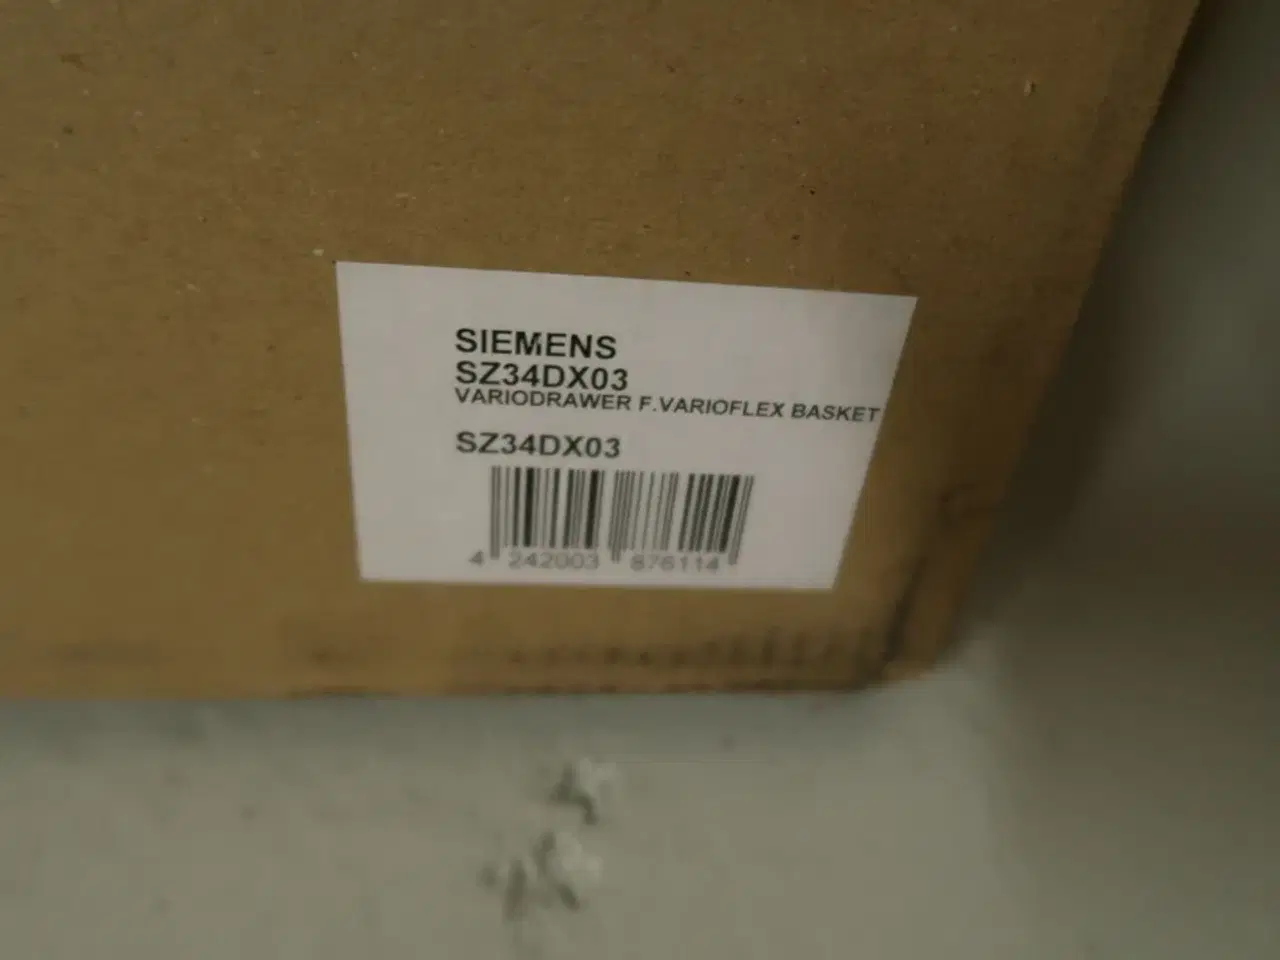 SIEMENS
SZ34DX03
VARIODRAWER F.VARIOFLEX BASKET
SZ34DX03
4 242003 876114